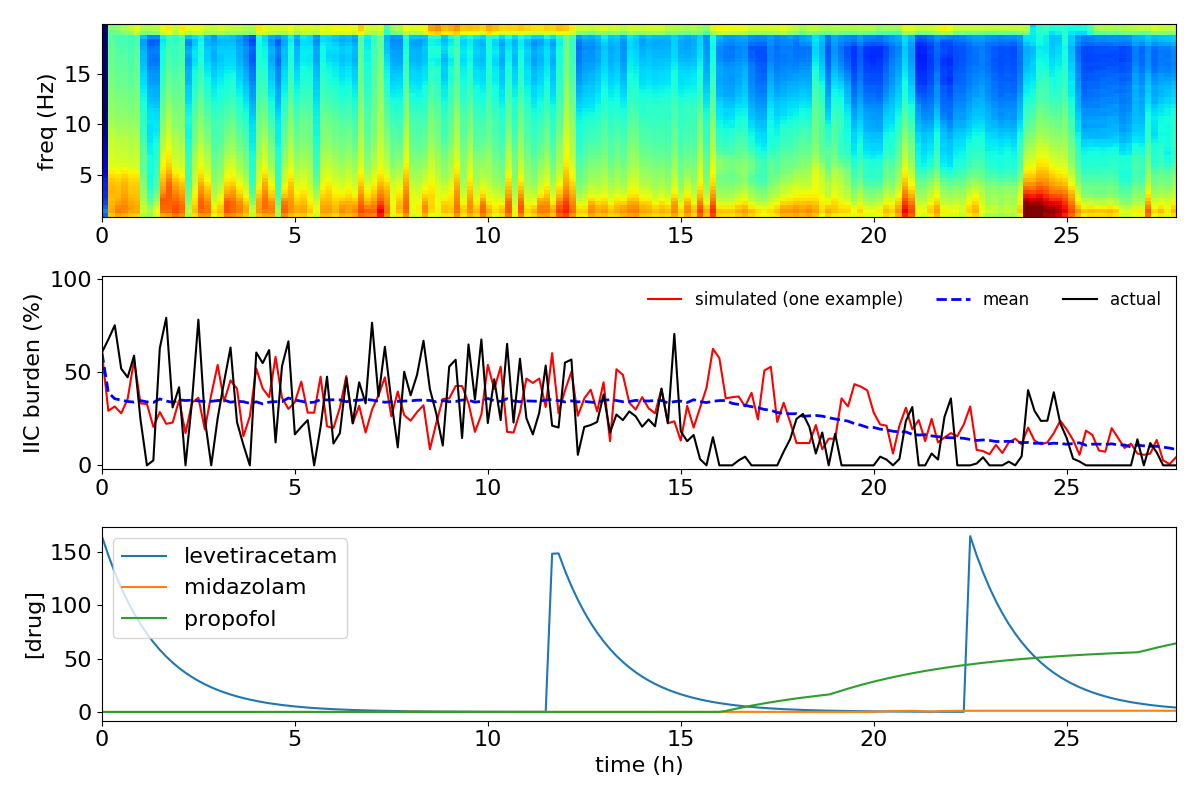 freq (Hz)
15
10
5
0 5 10 15 20 25
IIC burden (%)
100
50
0
simulated (one example) mean actual
0 5 10 15 20 25
[drug]
150
100
50
0
levetiracetam
midazolam
propofol
0 5 10 15 20 25
time (h)